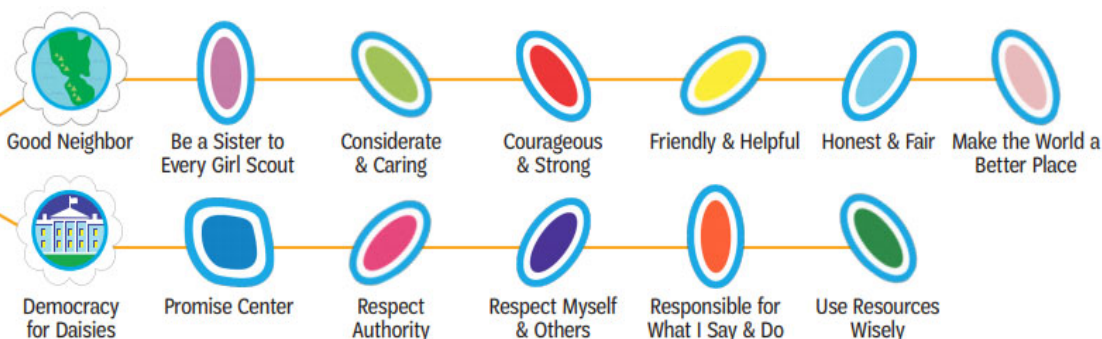 Good Neighbor
Be a Sister to
Every Girl Scout
Considerate
& Caring
Courageous
& Strong
Friendly & Helpful
Honest & Fair
Make the World a
Better Place
Democracy
for Daisies
Promise Center
Respect
Authority
Respect Myself
& Others
Responsible for
What I Say & Do
Use Resources
Wisely